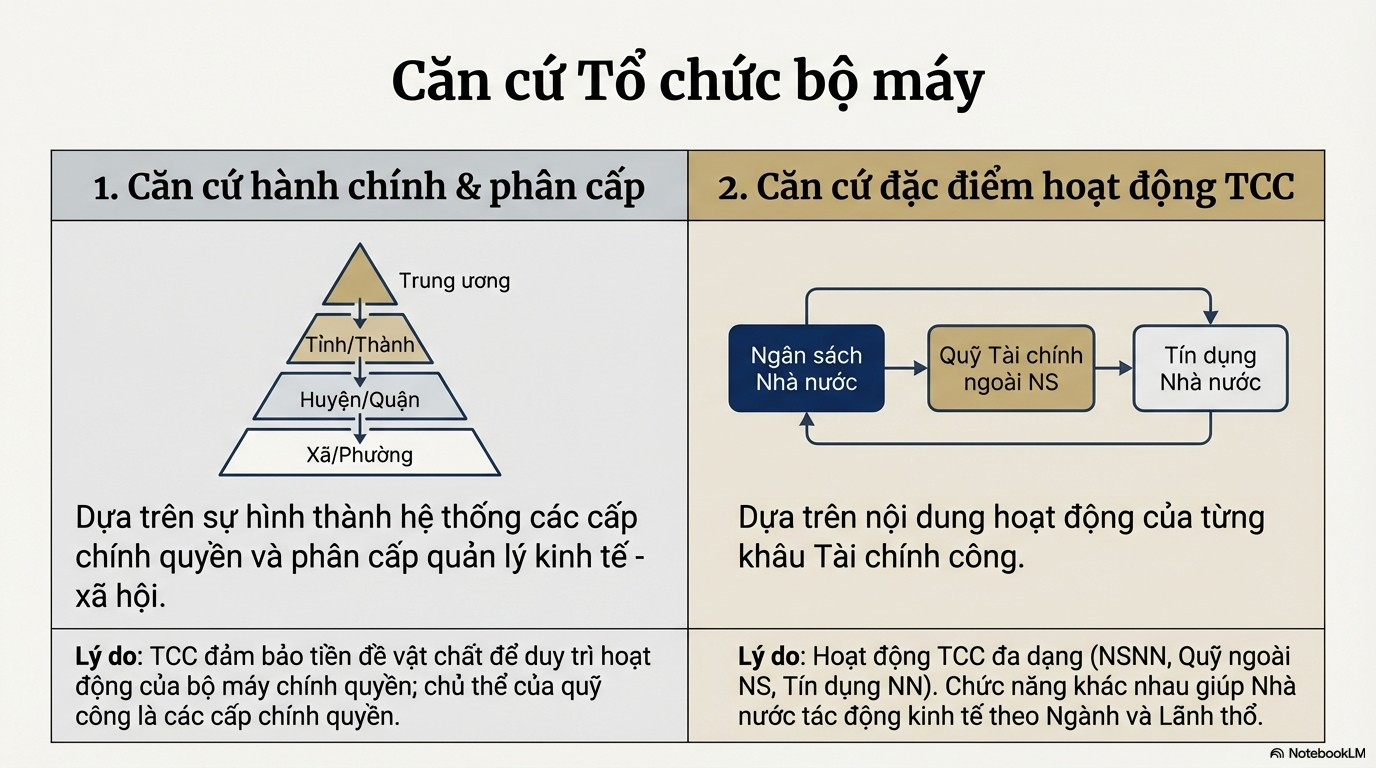 Căn cứ Tổ chức bộ máy
1. Căn cứ hành chính & phân cấp
Trung ương
Tỉnh/Thành
Huyện/Quận
Xã/Phường
Dựa trên sự hình thành hệ thống các cấp
chính quyền và phân cấp quản lý kinh tế -
xã hội.
Lý do: TCC đảm bảo tiền đề vật chất để duy trì hoạt
động của bộ máy chính quyền; chủ thể của quỹ
công là các cấp chính quyền.
2. Căn cứ đặc điểm hoạt động TCC
Ngân sách
Nhà nước
Quỹ Tài chính
ngoài NS
Tín dụng
Nhà nước
Dựa trên nội dung hoạt động của từng
khâu Tài chính công.
Lý do: Hoạt động TCC đa dạng (NSNN, Quỹ ngoài
NS, Tín dụng NN). Chức năng khác nhau giúp Nhà
nước tác động kinh tế theo Ngành và Lãnh thổ.
NotebookLM